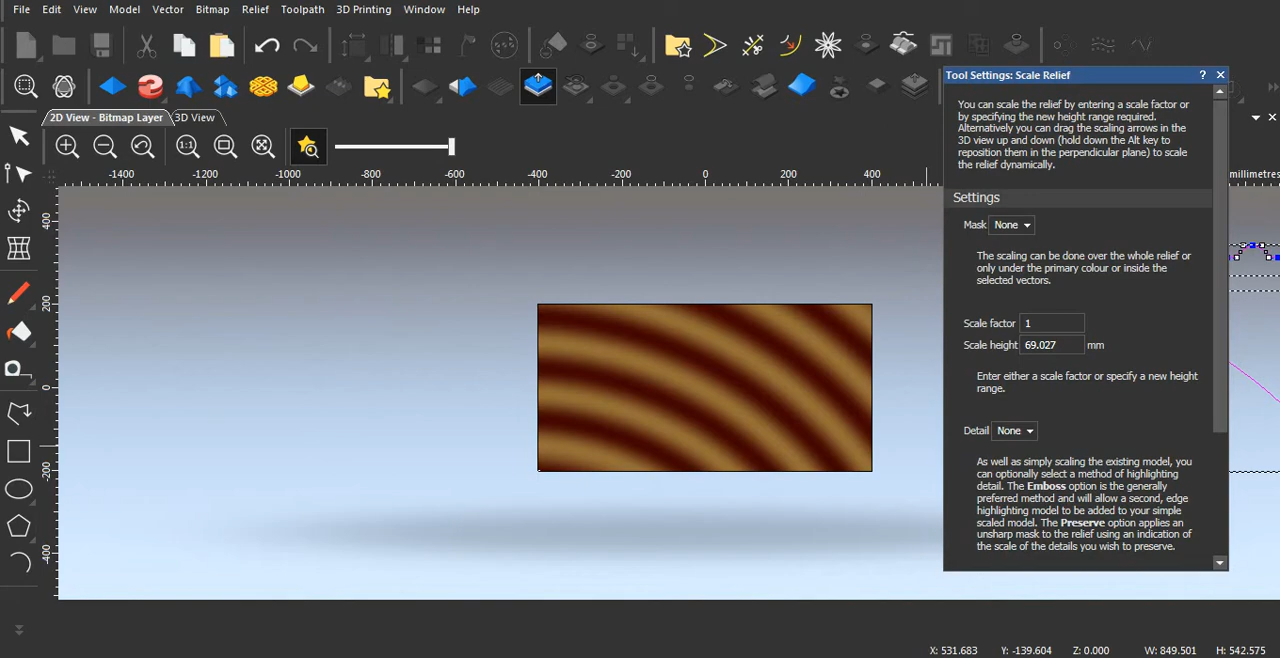 File Edit View Model Vector Bitmap Relief Toolpath 3D Printing Window Help
2D View - Bitmap Layer 3D View
1:1
-1400 -1200 -1000 -800 -600 -400 -200 0 200 400 millimetres
400
200
0
-200
-400
Tool Settings: Scale Relief ?
You can scale the relief by entering a scale factor or
by specifying the new height range required.
Alternatively you can drag the scaling arrows in the
3D view up and down (hold down the Alt key to
reposition them in the perpendicular plane) to scale
the relief dynamically.
Settings
Mask None
The scaling can be done over the whole relief or
only under the primary colour or inside the
selected vectors.
Scale factor 1
Scale height 69.027 mm
Enter either a scale factor or specify a new height
range.
Detail None
As well as simply scaling the existing model, you
can optionally select a method of highlighting
detail. The Emboss option is the generally
preferred method and will allow a second, edge
highlighting model to be added to your simple
scaled model. The Preserve option applies an
unsharp mask to the relief using an indication of
the scale of the details you wish to preserve.
X: 531.683 Y: -139.604 Z: 0.000 W: 849.501 H: 542.575